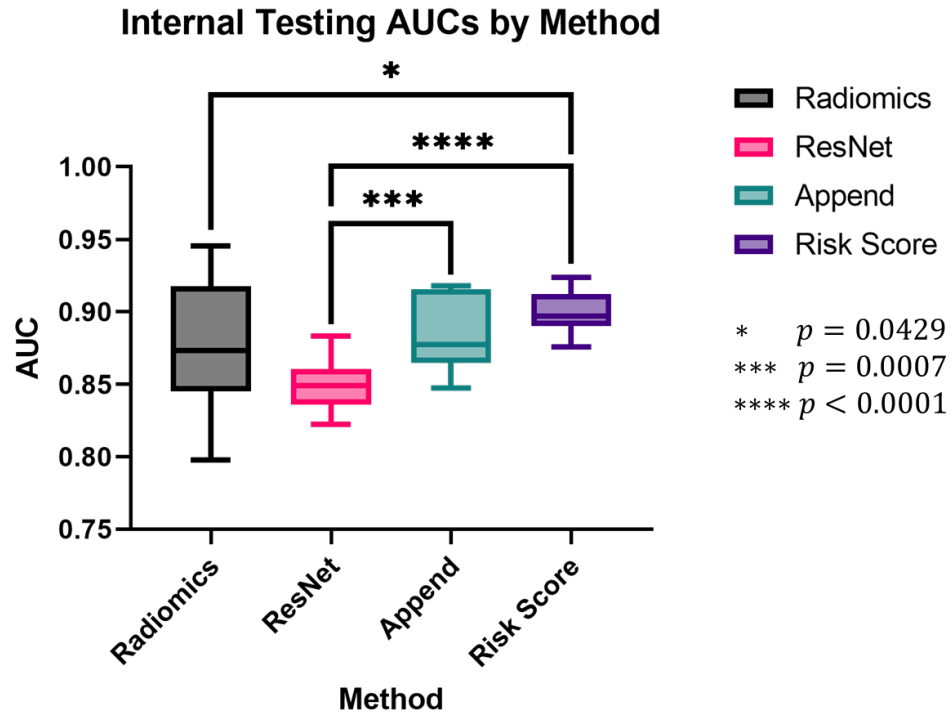 Internal Testing AUCs by Method
*
****
***
1.00
0.95
0.90
0.85
0.80
0.75
AUC
Radiomics
ResNet
Append
Risk Score
Method
Radiomics
ResNet
Append
Risk Score
* p = 0.0429
*** p = 0.0007
**** p < 0.0001